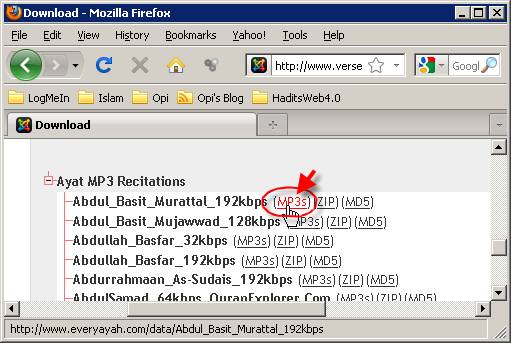 Download - Mozilla Firefox
File Edit View History Bookmarks Yahoo! Tools Help
http://www.verse Googl
LogMeIn Islam Opi Opi's Blog HaditsWeb4.0
Download
Ayat MP3 Recitations
Abdul_Basit_Murattal_192kbps (MP3s) (ZIP) (MD5)
Abdul_Basit_Mujawwad_128kbps MP3s) (ZIP) (MD5)
Abdullah_Basfar_32kbps (MP3s) (ZIP) (MD5)
Abdullah_Basfar_192kbps (MP3s) (ZIP) (MD5)
Abdurrahmaan_As-Sudais_192kbps (MP3s) (ZIP) (MD5)
AbdulSamad_64kbps_QuranExplorer.Com (MP3s) (ZIP) (MD5)
http://www.everyayah.com/data/Abdul_Basit_Murattal_192kbps